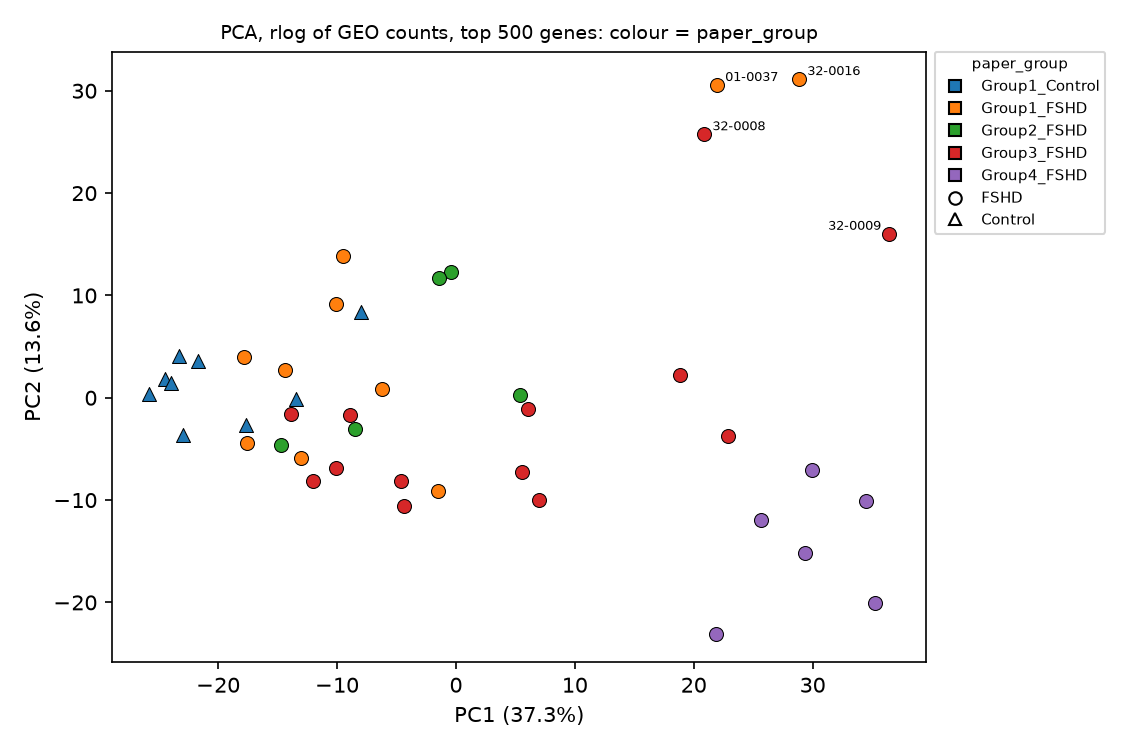 PCA, rlog of GEO counts, top 500 genes: colour = paper_group
paper_group
Group1_Control
Group1_FSHD
Group2_FSHD
Group3_FSHD
Group4_FSHD
FSHD
Control
01-0037
32-0016
32-0008
32-0009
30
20
10
0
−10
−20
PC2 (13.6%)
−20
−10
0
10
20
30
PC1 (37.3%)